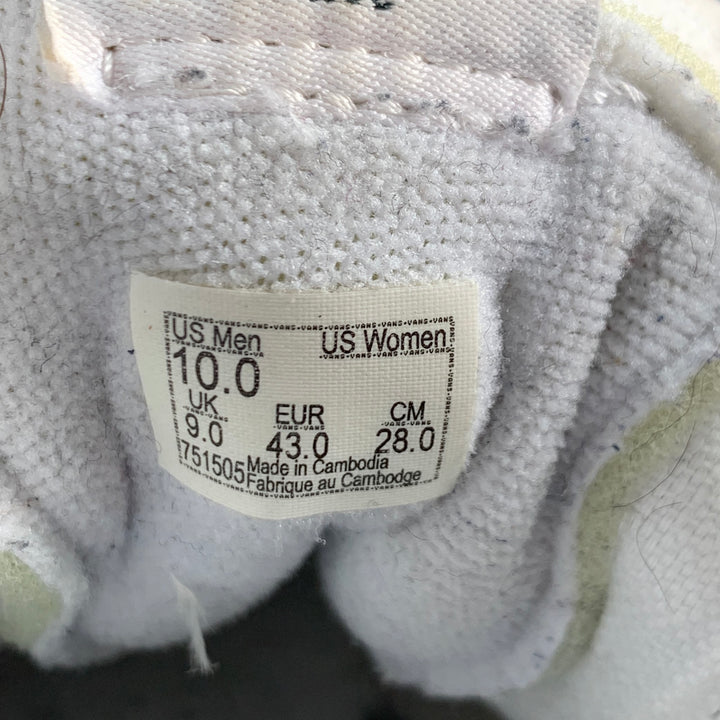 US Men US Women
10.0
UK EUR CM
9.0 43.0 28.0
751505 Made in Cambodia
Fabrique au Cambodge